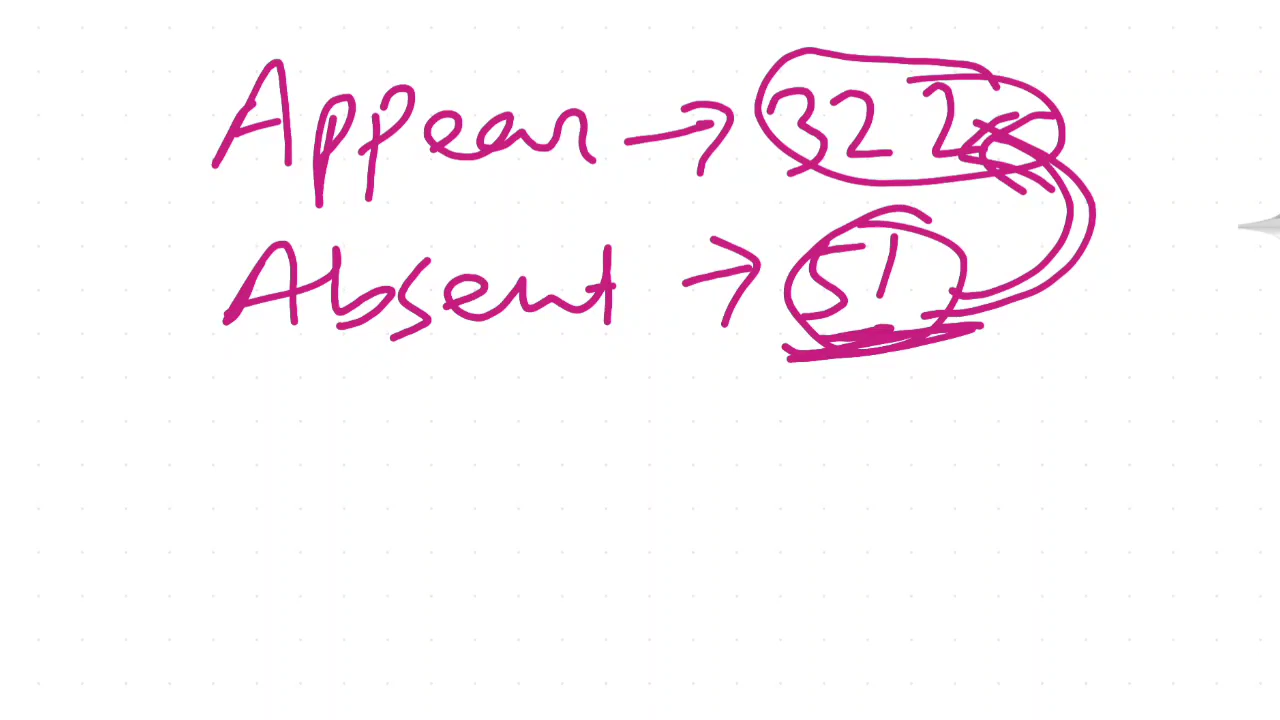 Appear → 322
Absent → 51